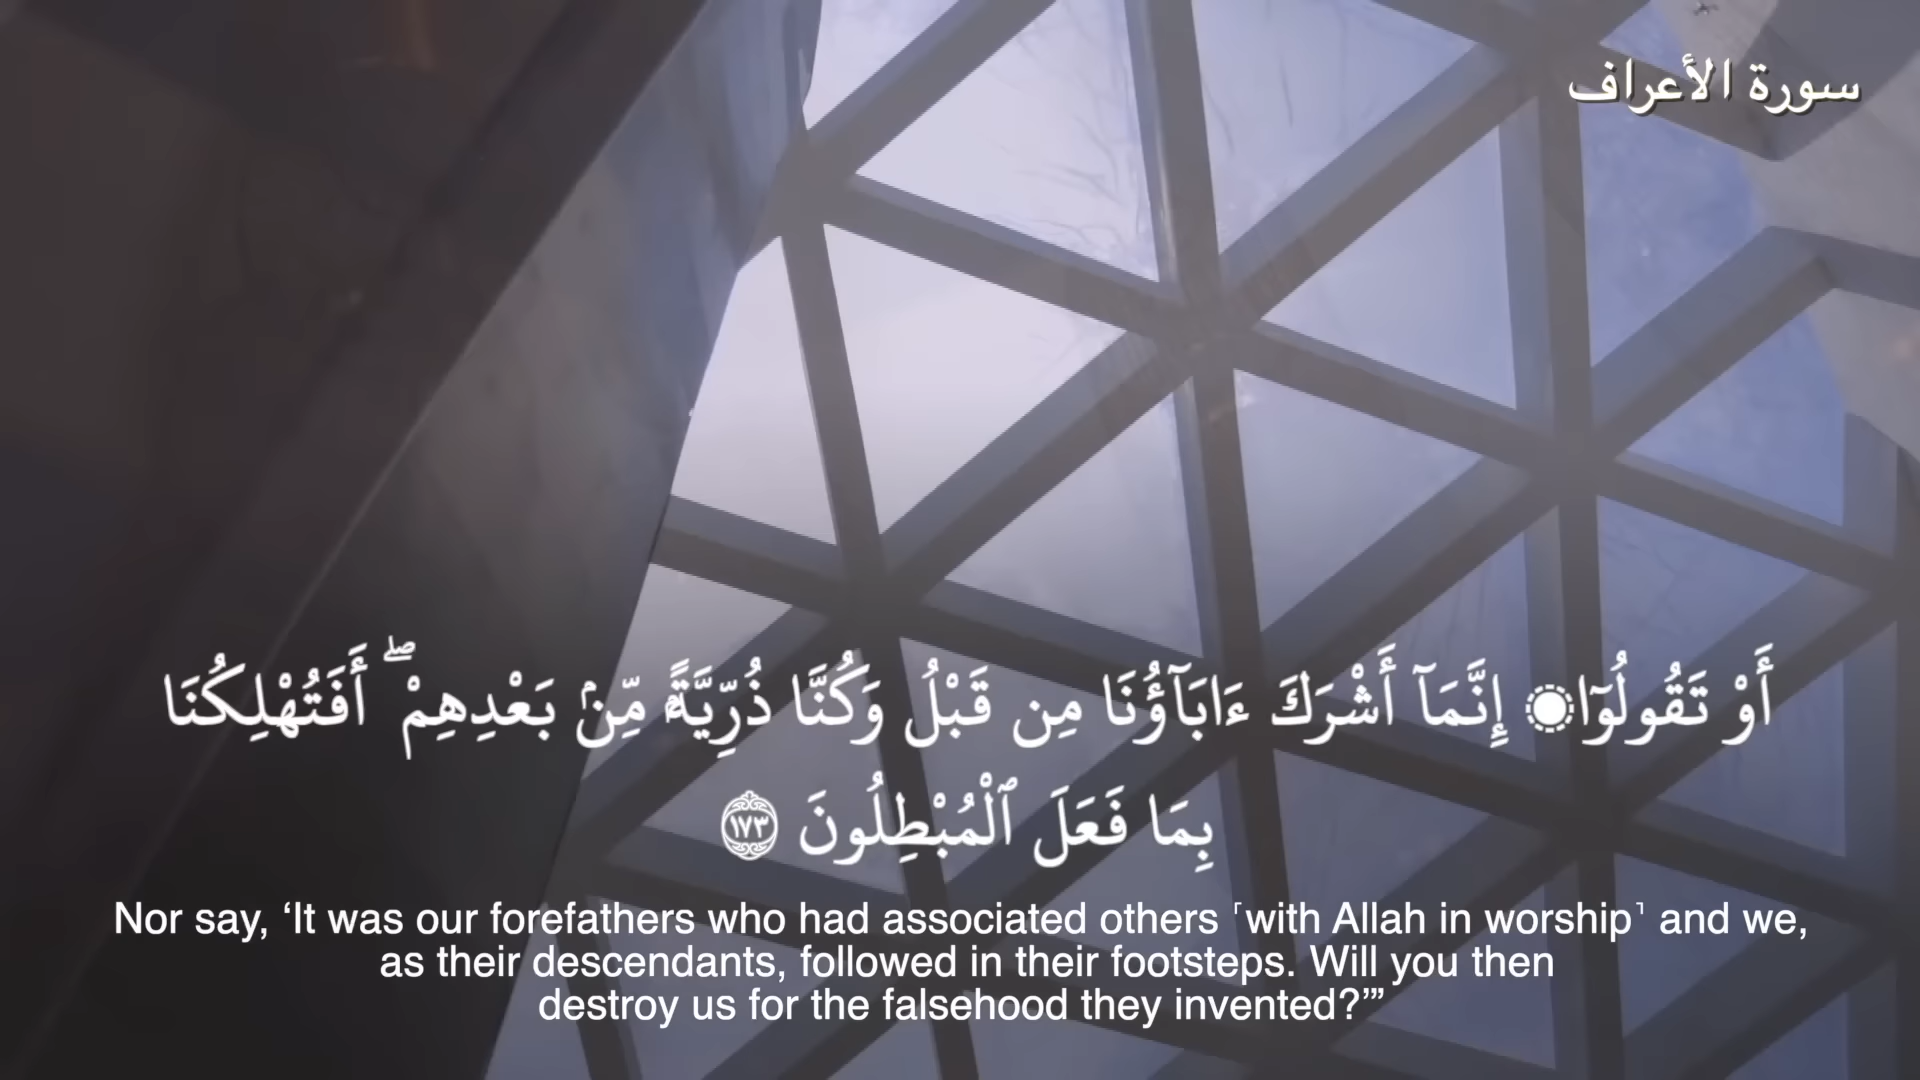 سورة الأعراف
أَوْ تَقُولُوٓا۟ إِنَّمَآ أَشْرَكَ ءَابَآؤُنَا مِن قَبْلُ وَكُنَّا ذُرِّيَّةً مِّنۢ بَعْدِهِمْ ۖ أَفَتُهْلِكُنَا
بِمَا فَعَلَ ٱلْمُبْطِلُونَ ١٧٣
Nor say, ‘It was our forefathers who had associated others ˹with Allah in worship˺ and we,
as their descendants, followed in their footsteps. Will you then
destroy us for the falsehood they invented?’”